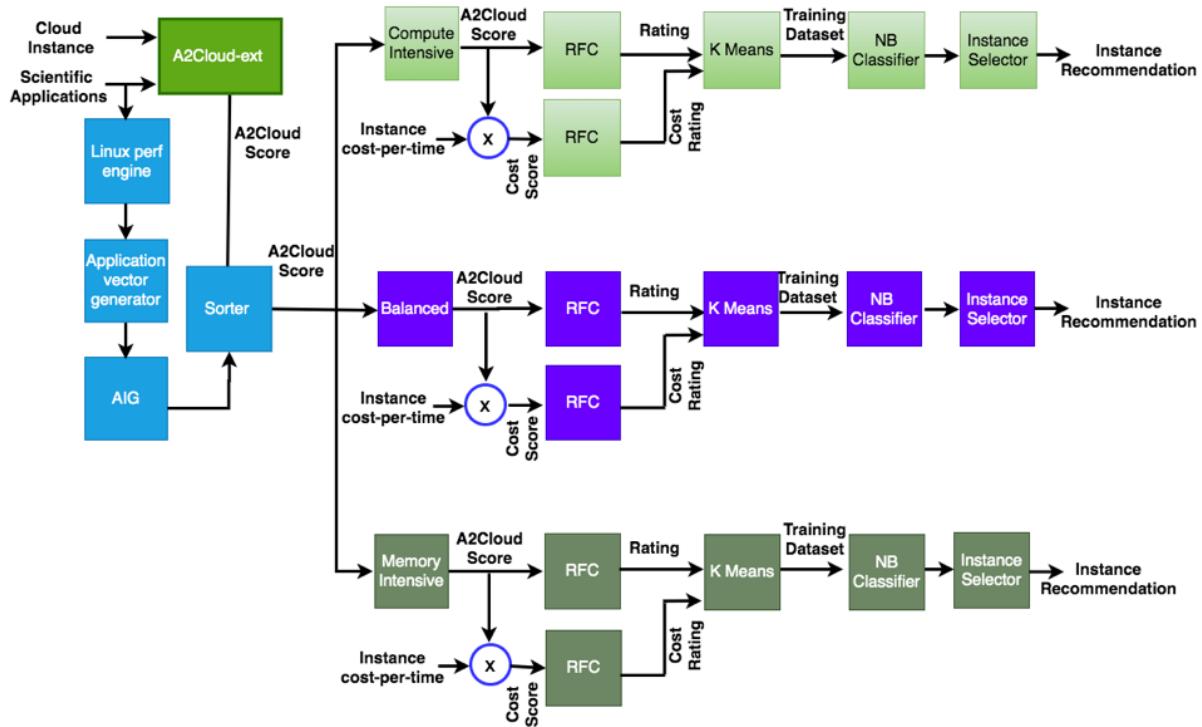 Cloud
Instance
A2Cloud-ext
Scientific
Applications
A2Cloud
Score
Linux perf
engine
Application
vector
generator
AIG
Sorter
A2Cloud
Score
Compute
Intensive
A2Cloud
Score
RFC
Rating
K Means
Training
Dataset
NB
Classifier
Instance
Selector
Instance
Recommendation
Instance
cost-per-time
X
Cost
Score
RFC
Cost
Rating
Balanced
A2Cloud
Score
RFC
Rating
K Means
Training
Dataset
NB
Classifier
Instance
Selector
Instance
Recommendation
Instance
cost-per-time
X
Cost
Score
RFC
Cost
Rating
Memory
Intensive
A2Cloud
Score
RFC
Rating
K Means
Training
Dataset
NB
Classifier
Instance
Selector
Instance
Recommendation
Instance
cost-per-time
X
Cost
Score
RFC
Cost
Rating